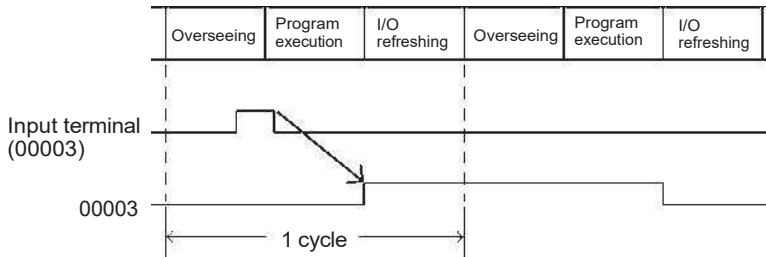 Overseeing
Program
execution
I/O
refreshing
Overseeing
Program
execution
I/O
refreshing
Input terminal
(00003)
00003
1 cycle